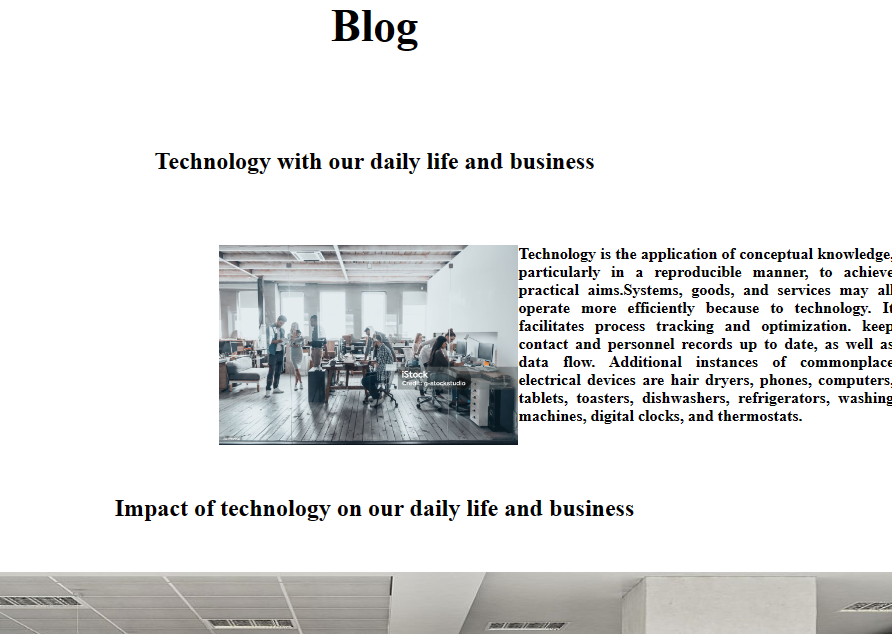 Blog
Technology with our daily life and business
Technology is the application of conceptual knowledge,
particularly in a reproducible manner, to achieve
practical aims.Systems, goods, and services may all
operate more efficiently because to technology. It
facilitates process tracking and optimization. keep
contact and personnel records up to date, as well as
data flow. Additional instances of commonplace
electrical devices are hair dryers, phones, computers,
tablets, toasters, dishwashers, refrigerators, washing
machines, digital clocks, and thermostats.
iStock
Credit: g-stockstudio
Impact of technology on our daily life and business